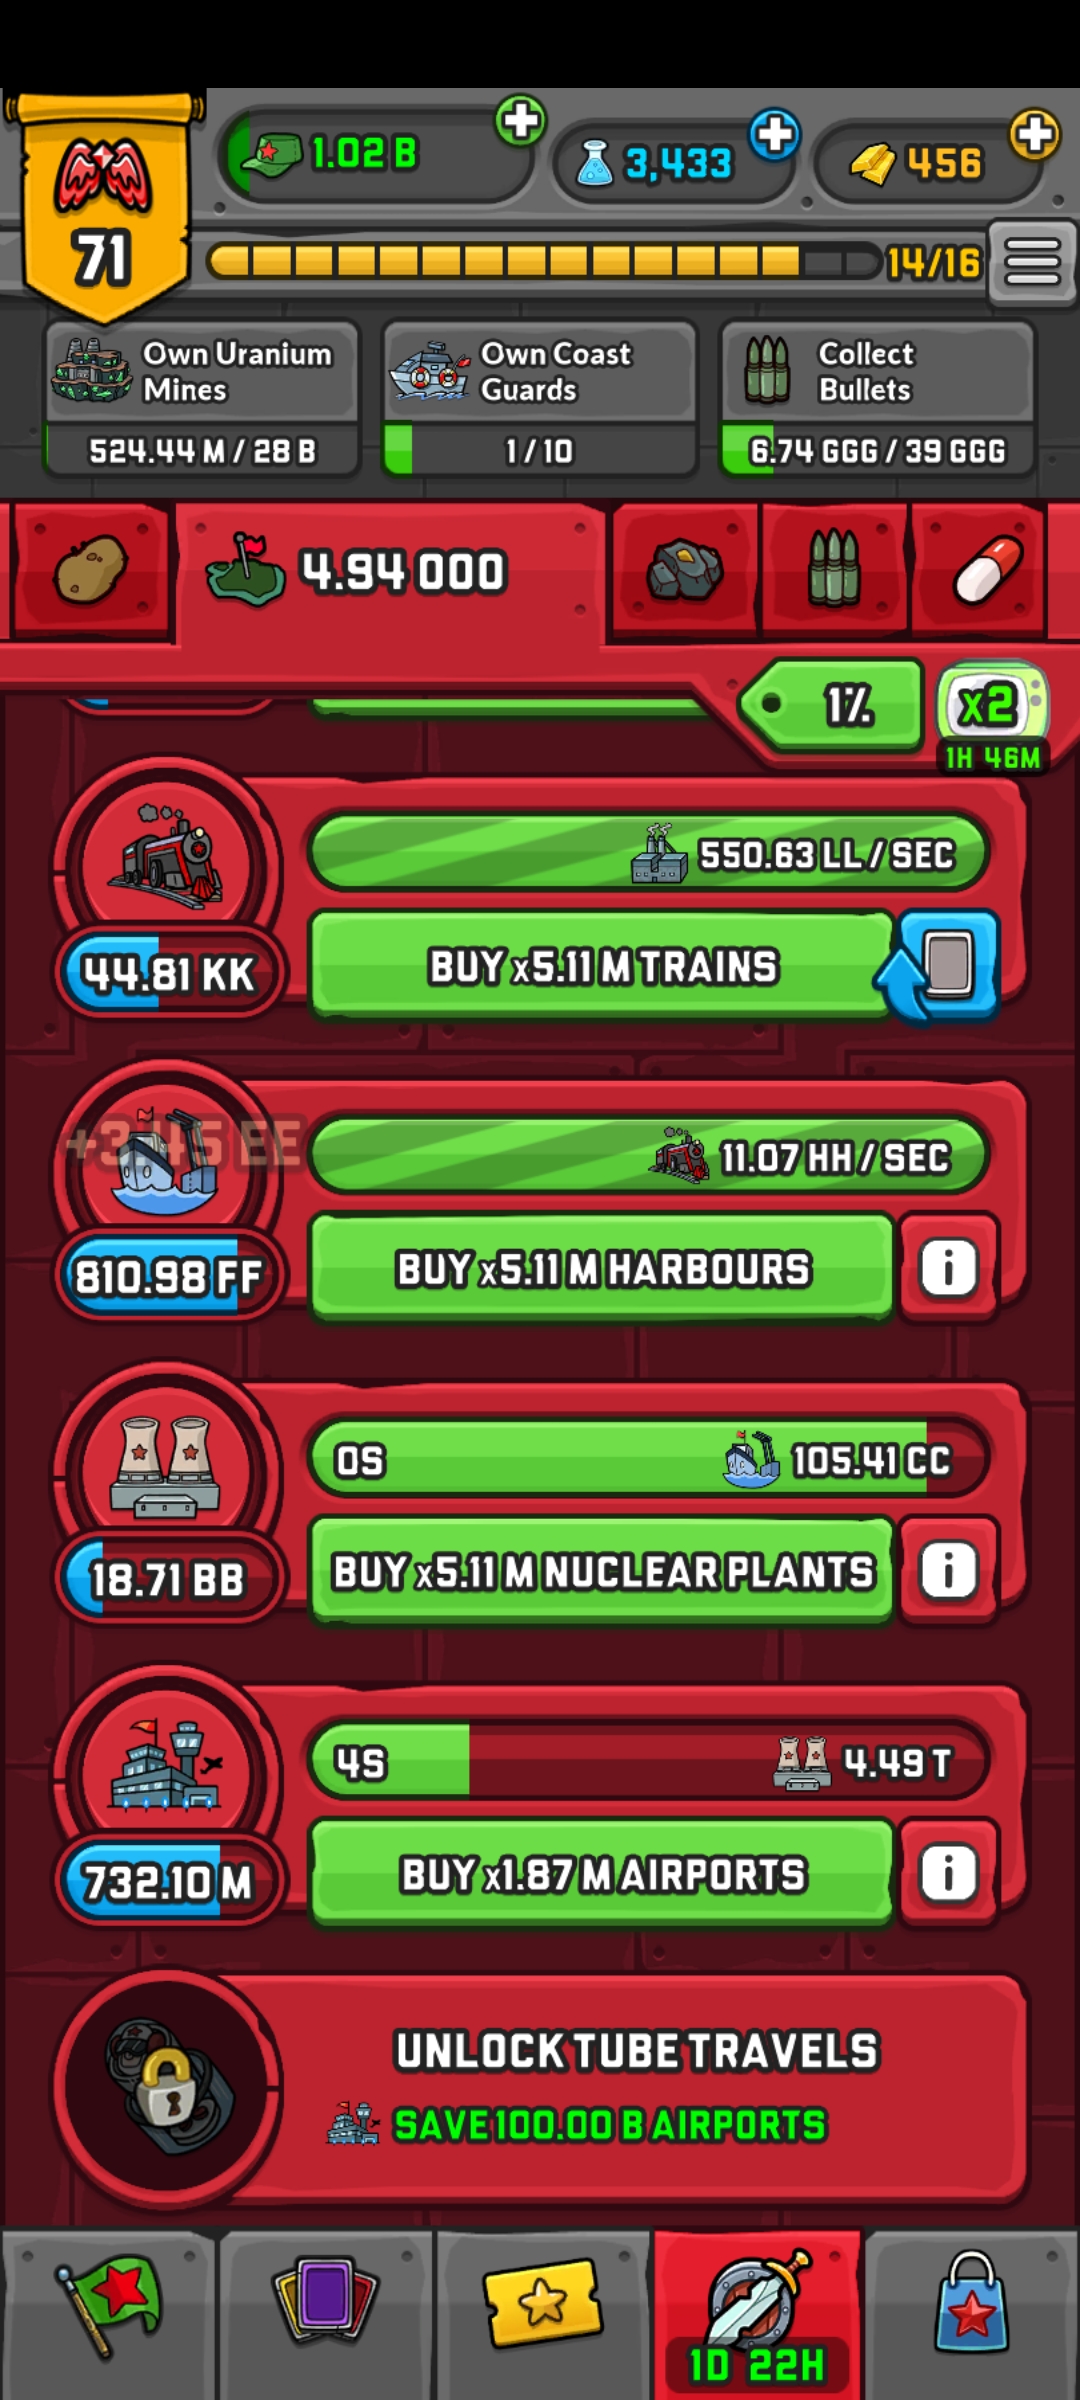 71
1.02 B
3,433
456
14/16
Own Uranium
Mines
524.44 M / 28 B
Own Coast
Guards
1 / 10
Collect
Bullets
6.74 GGG / 39 GGG
4.94 000
1%
x2
1H 46M
550.63 LL / SEC
44.81 KK
BUY x5.11 M TRAINS
+3.45 EE
11.07 HH / SEC
810.98 FF
BUY x5.11 M HARBOURS
i
0S
105.41 CC
18.71 BB
BUY x5.11 M NUCLEAR PLANTS
i
4S
4.49 T
732.10 M
BUY x1.87 M AIRPORTS
i
UNLOCK TUBE TRAVELS
SAVE 100.00 B AIRPORTS
1D 22H